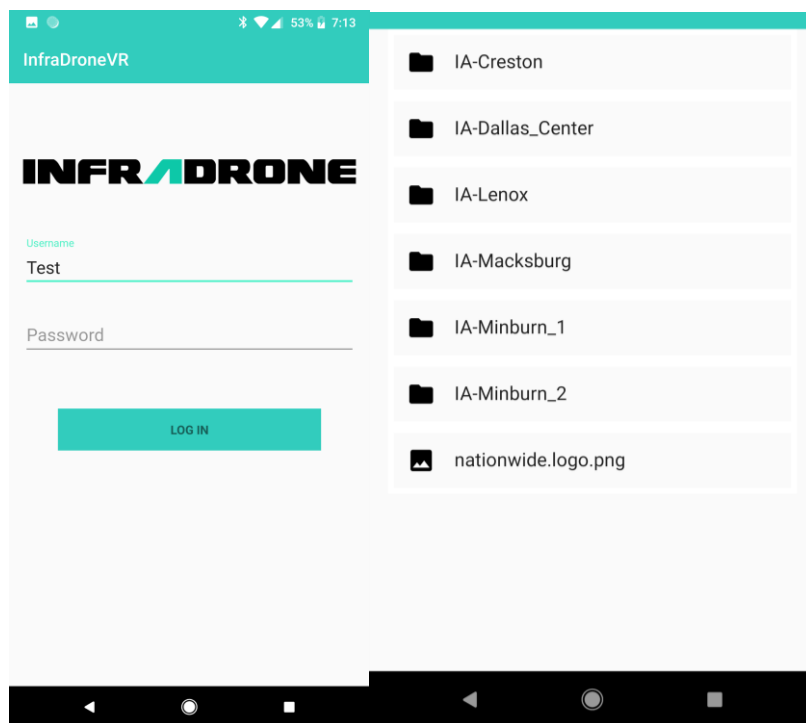 53% 7:13
InfraDroneVR
INFRADRONE
Username
Test
Password
LOG IN
IA-Creston
IA-Dallas_Center
IA-Lenox
IA-Macksburg
IA-Minburn_1
IA-Minburn_2
nationwide.logo.png